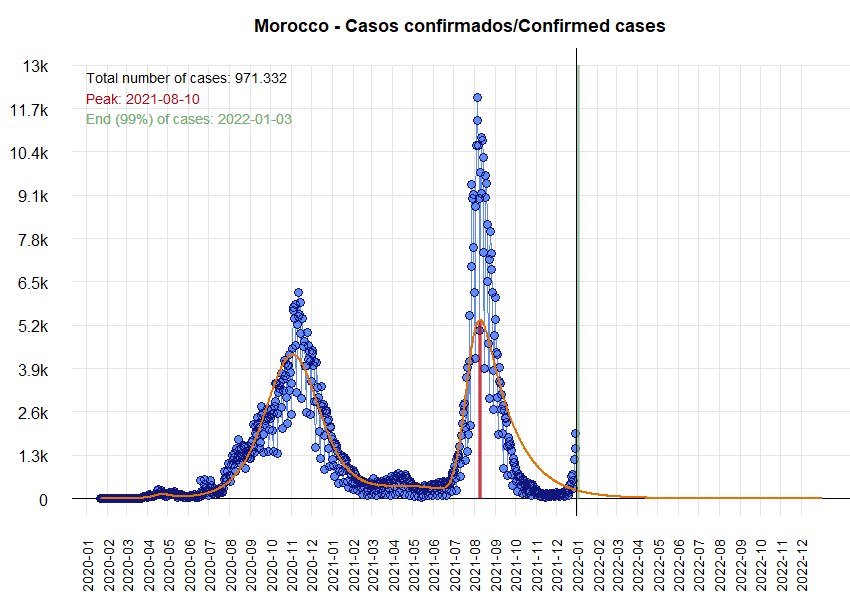 Morocco - Casos confirmados/Confirmed cases
Total number of cases: 971.332
Peak: 2021-08-10
End (99%) of cases: 2022-01-03
13k
11.7k
10.4k
9.1k
7.8k
6.5k
5.2k
3.9k
2.6k
1.3k
0
2020-01
2020-02
2020-03
2020-04
2020-05
2020-06
2020-07
2020-08
2020-09
2020-10
2020-11
2020-12
2021-01
2021-02
2021-03
2021-04
2021-05
2021-06
2021-07
2021-08
2021-09
2021-10
2021-11
2021-12
2022-01
2022-02
2022-03
2022-04
2022-05
2022-06
2022-07
2022-08
2022-09
2022-10
2022-11
2022-12